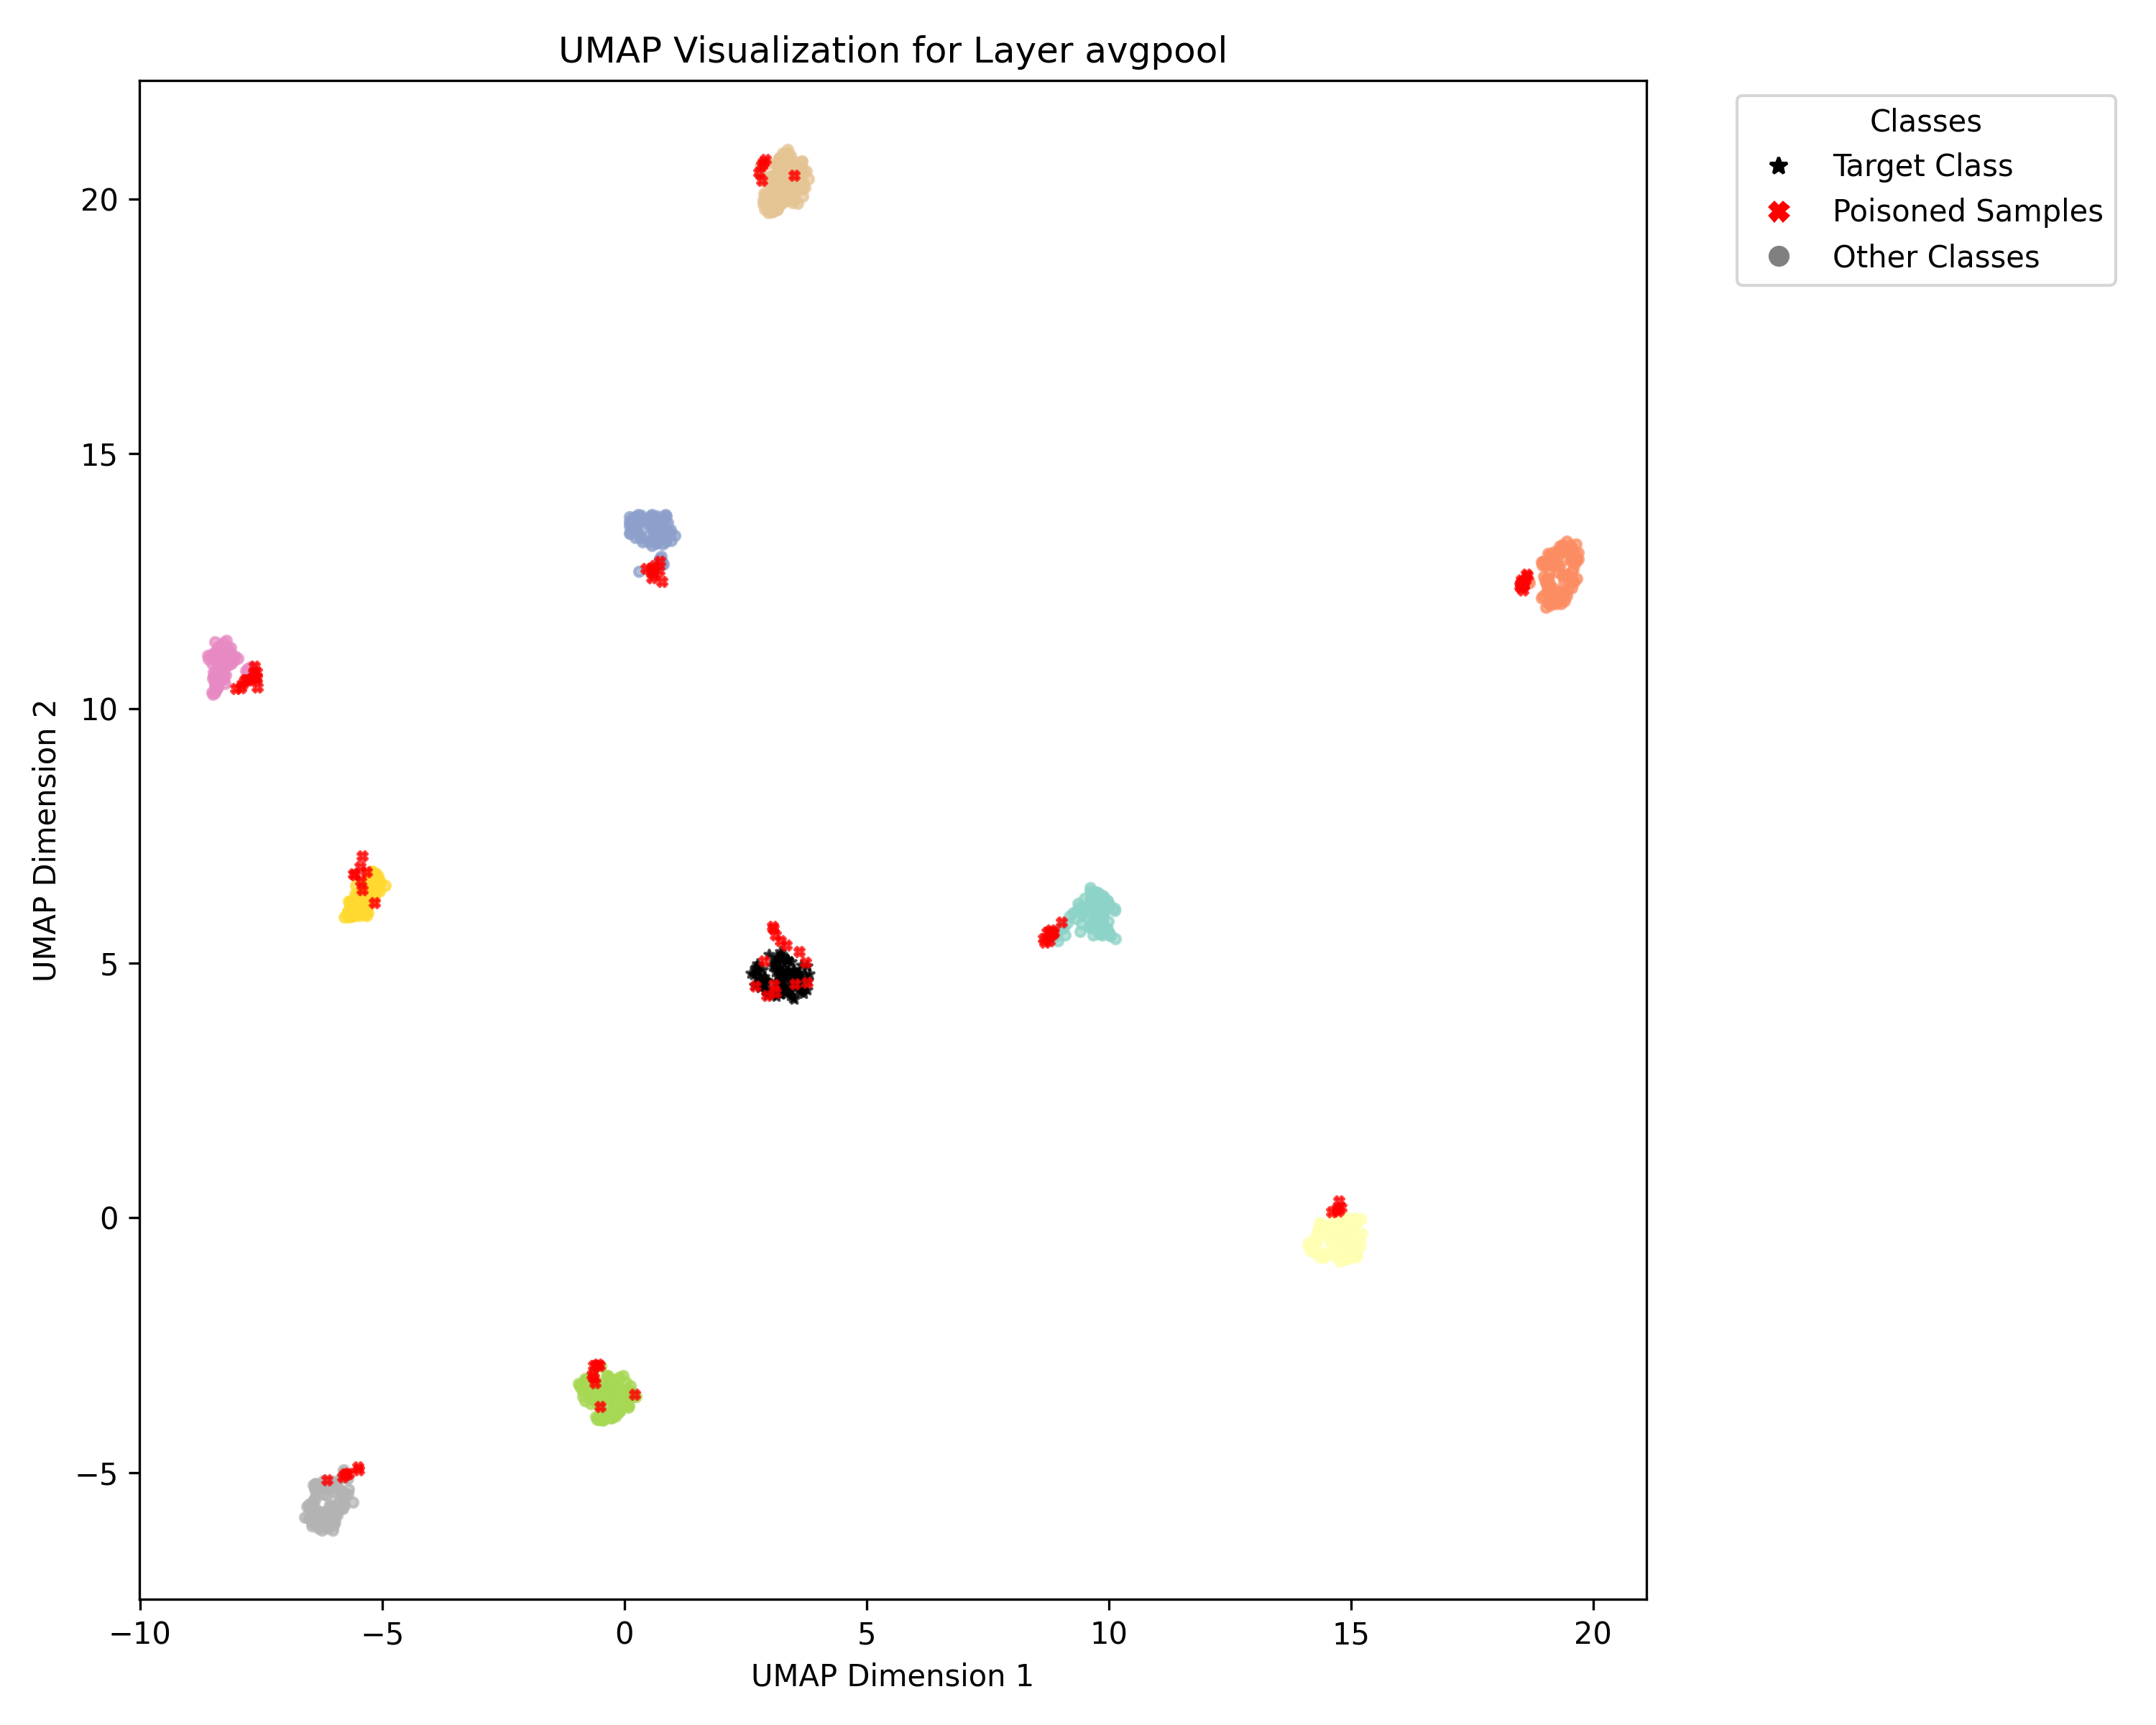 UMAP Visualization for Layer avgpool
Classes
Target Class
Poisoned Samples
Other Classes
UMAP Dimension 2
20
15
10
5
0
−5
−10
−5
0
5
10
15
20
UMAP Dimension 1